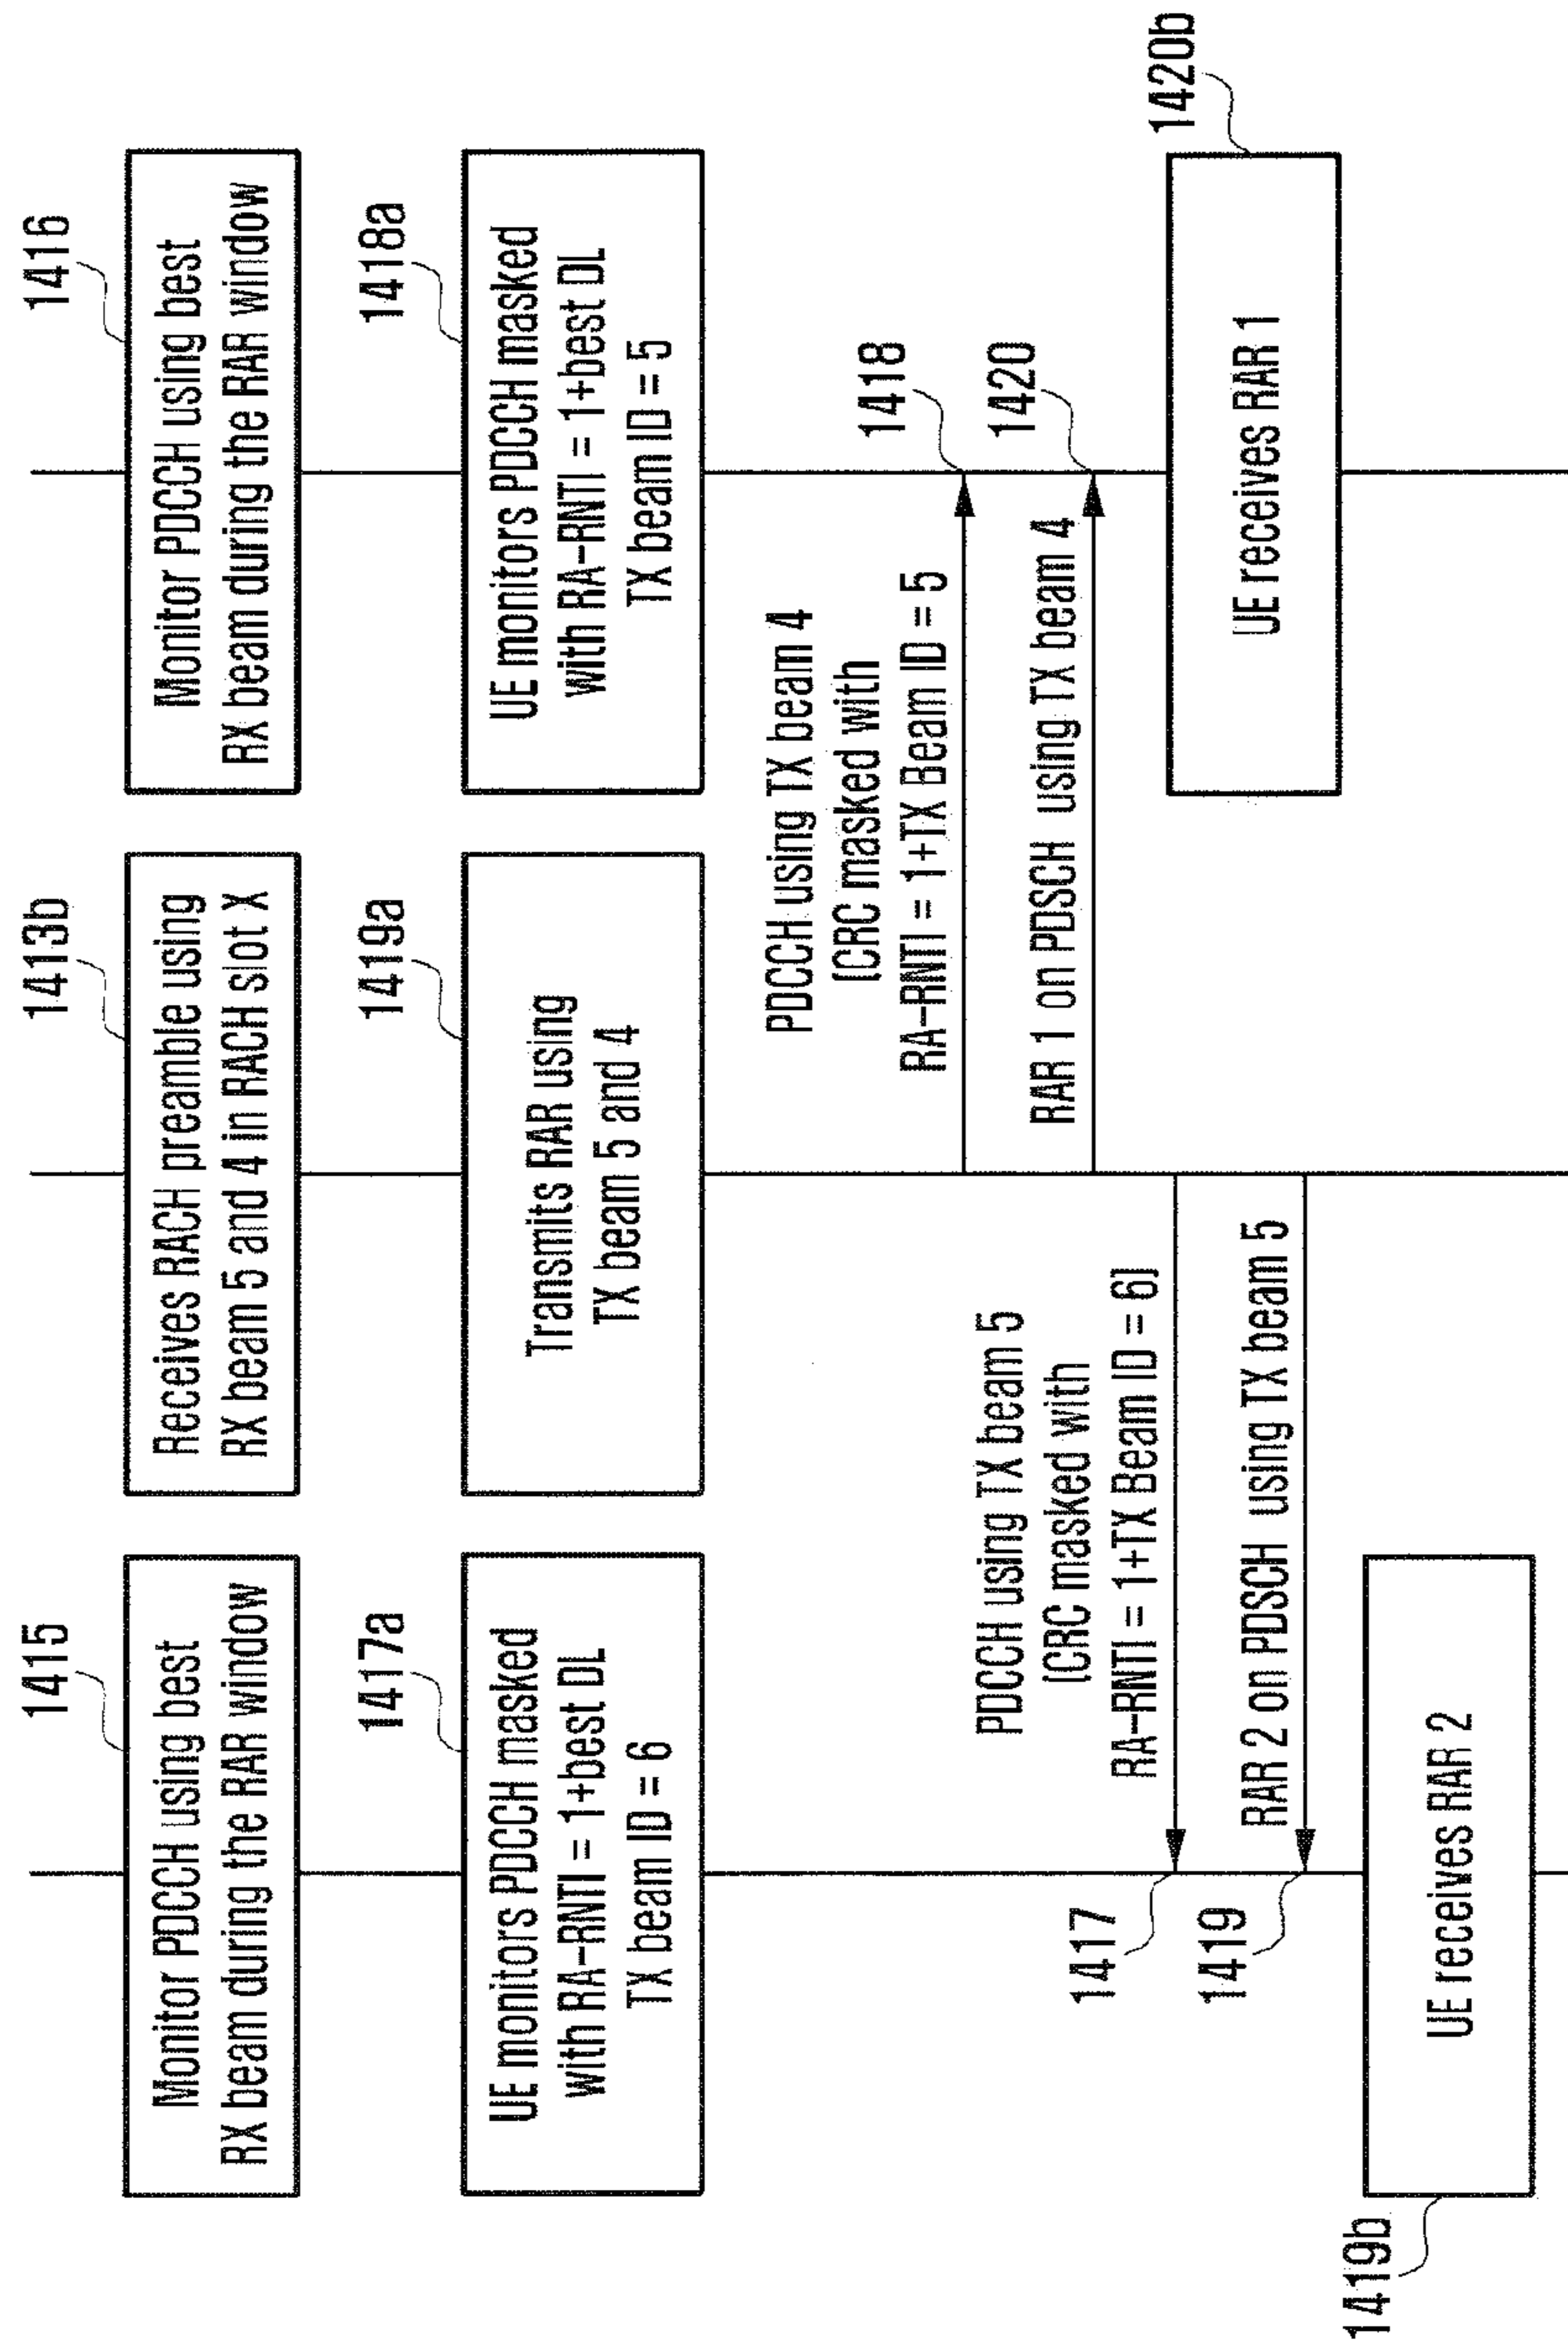 1415
Monitor PDCCH using best
RX beam during the RAR window
1413b
Receives RACH preamble using
RX beam 5 and 4 in RACH slot X
1416
Monitor PDCCH using best
RX beam during the RAR window
1417a
UE monitors PDCCH masked
with RA-RNTI = 1+best DL
TX beam ID = 6
1419a
Transmits RAR using
TX beam 5 and 4
1418a
UE monitors PDCCH masked
with RA-RNTI = 1+best DL
TX beam ID = 5
PDCCH using TX beam 4
(CRC masked with
RA-RNTI = 1+TX Beam ID = 5
1418
RAR 1 on PDSCH using TX beam 4
1420
PDCCH using TX beam 5
(CRC masked with
RA-RNTI = 1+TX Beam ID = 6)
1417
RAR 2 on PDSCH using TX beam 5
1419
UE receives RAR 1
1420b
UE receives RAR 2
1419b